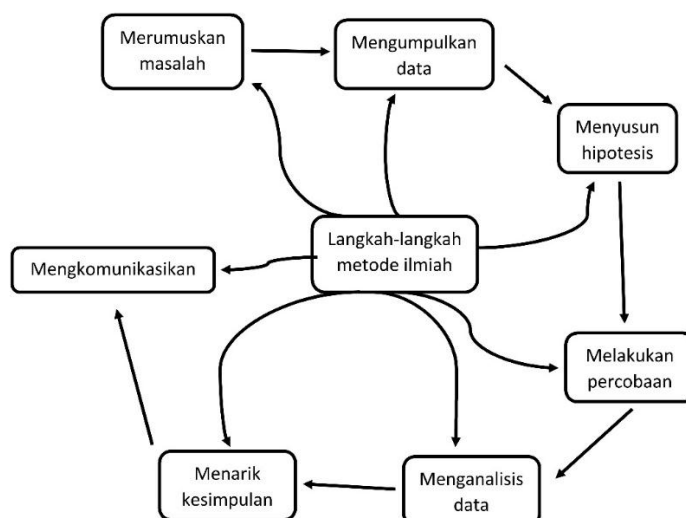 Merumuskan
masalah
Mengumpulkan
data
Menyusun
hipotesis
Langkah-langkah
metode ilmiah
Mengkomunikasikan
Melakukan
percobaan
Menarik
kesimpulan
Menganalisis
data